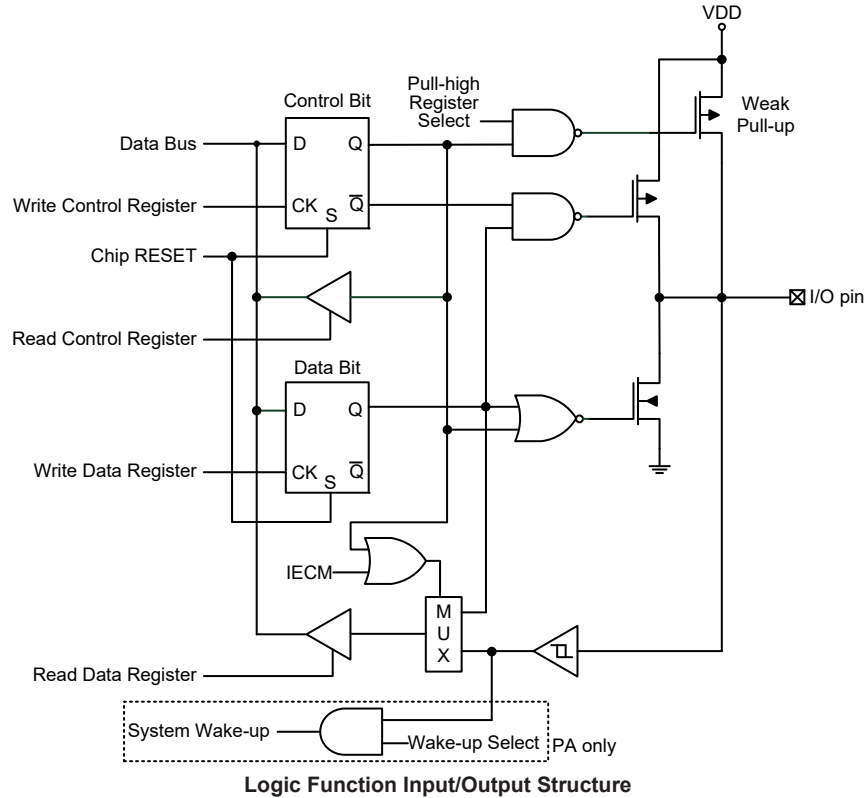 VDD
Pull-high
Register
Select
Weak
Pull-up
Control Bit
Data Bus
D
Q
Write Control Register
CK
S
Q̅
Chip RESET
I/O pin
Read Control Register
Data Bit
D
Q
Write Data Register
CK
S
Q̅
IECM
M
U
X
Read Data Register
System Wake-up
Wake-up Select
PA only
Logic Function Input/Output Structure